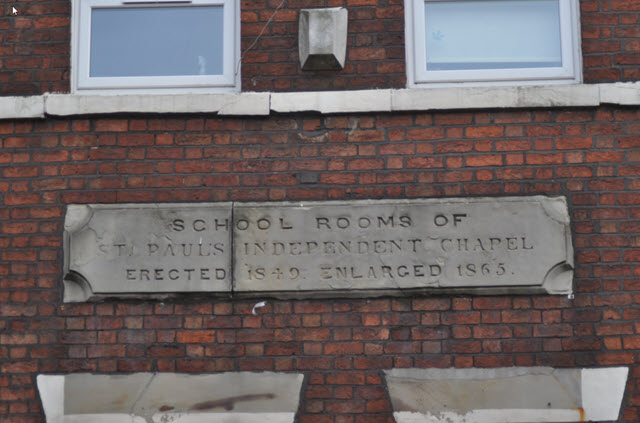 SCHOOL ROOMS OF
ST. PAULS INDEPENDENT CHAPEL
ERECTED 1849. ENLARGED 1865.